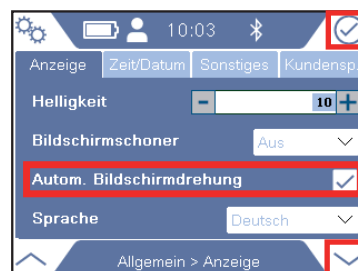 10:03
Anzeige Zeit/Datum Sonstiges Kundensp.
Helligkeit 10
Bildschirmschoner Aus
Autom. Bildschirmdrehung
Sprache Deutsch
Allgemein > Anzeige